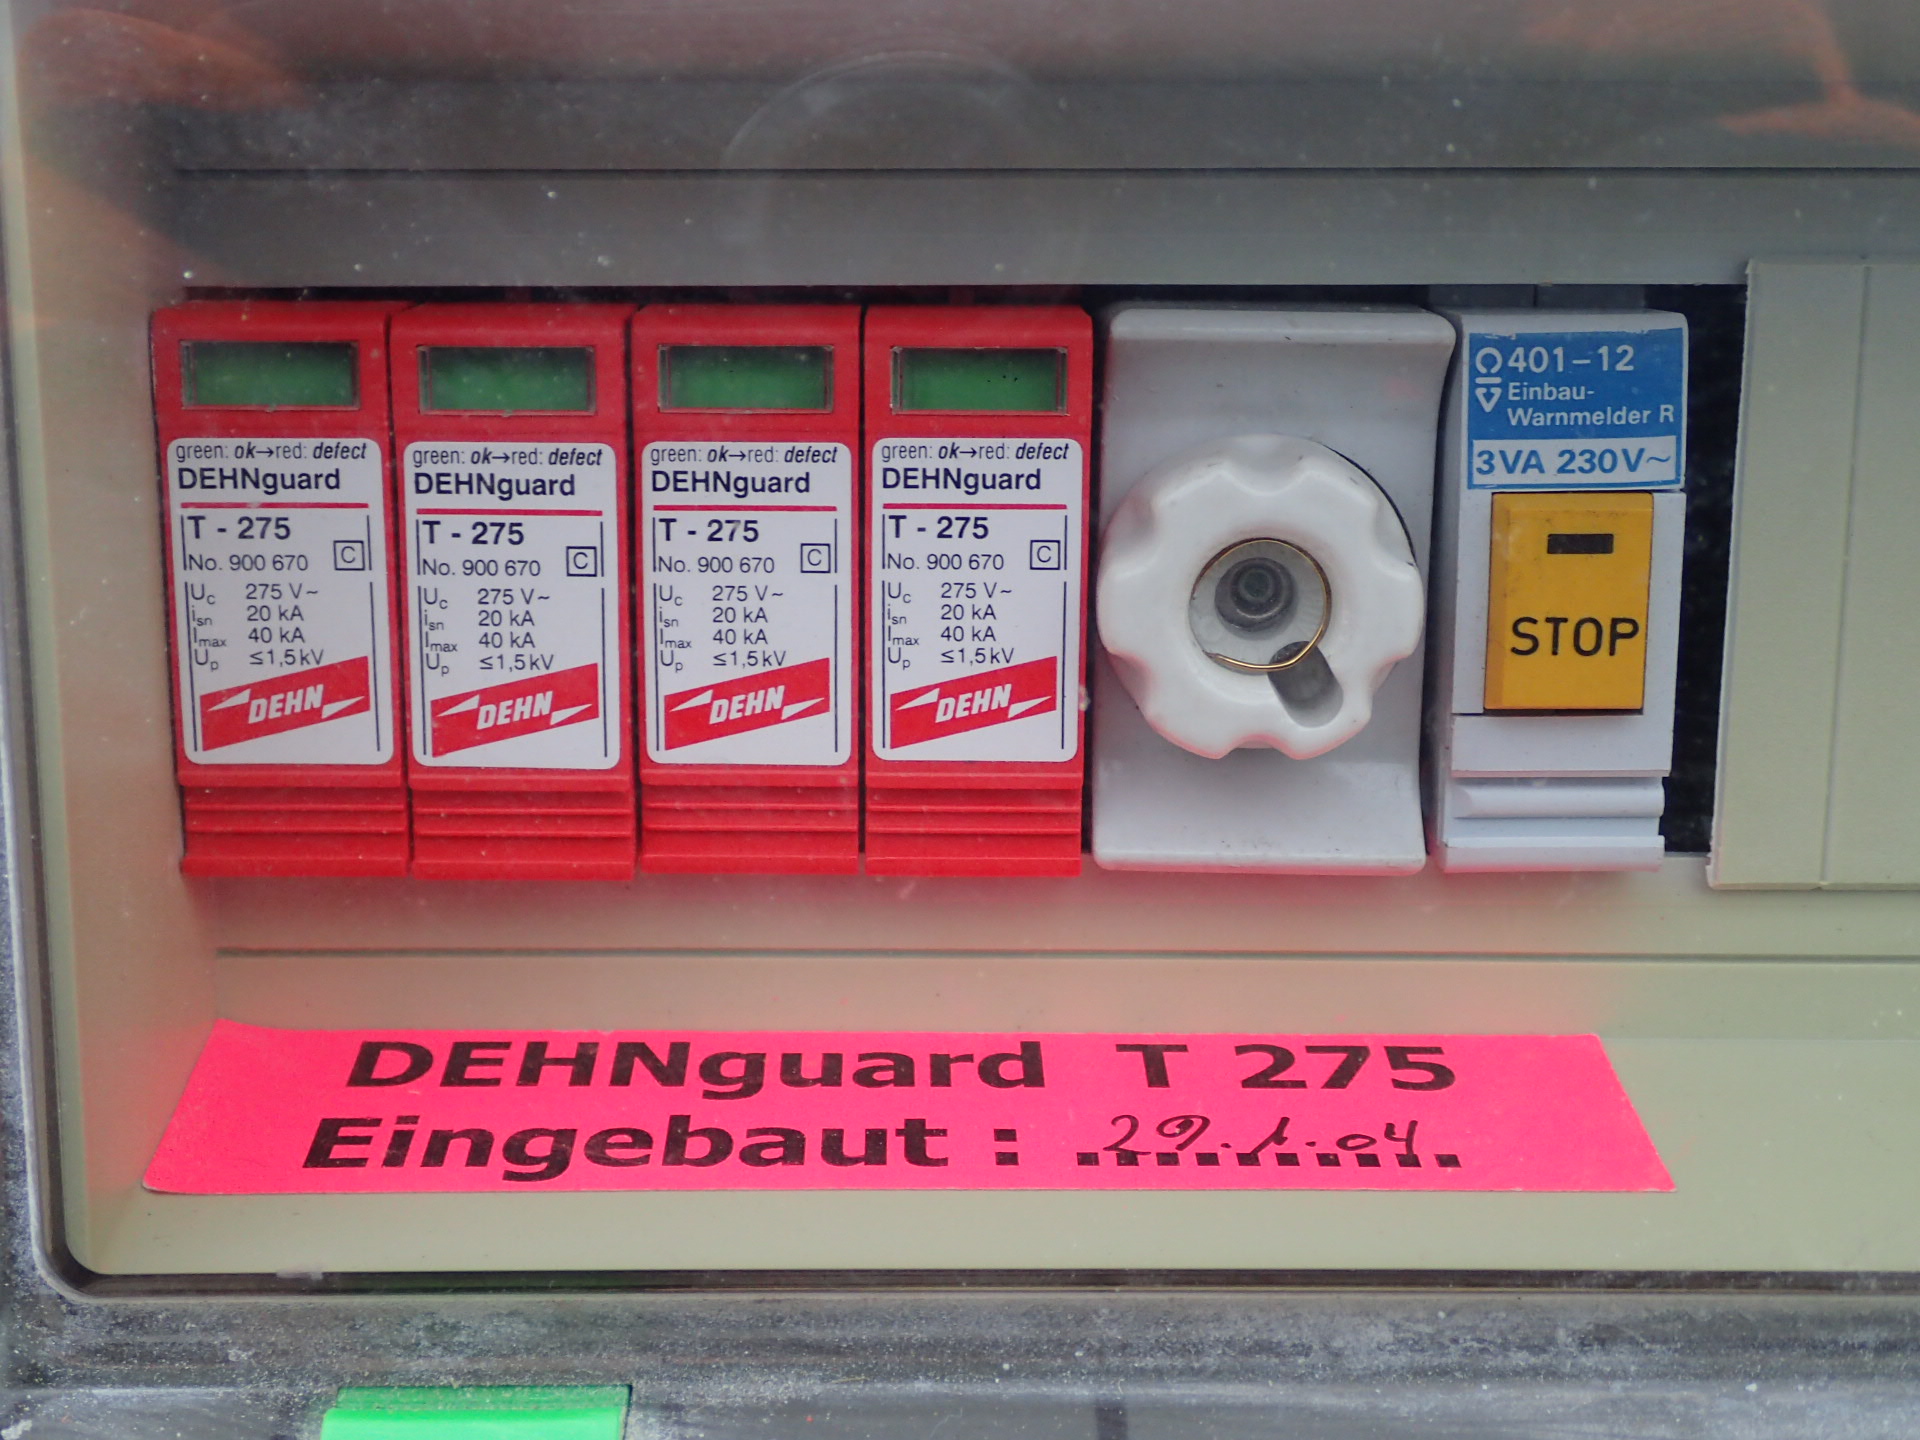 green: ok→red: defect
DEHNguard
T - 275
No. 900 670 C
Uc 275 V~
isn 20 kA
Imax 40 kA
Up ≤1,5kV
DEHN
green: ok→red: defect
DEHNguard
T - 275
No. 900 670 C
Uc 275 V~
isn 20 kA
Imax 40 kA
Up ≤1,5kV
DEHN
green: ok→red: defect
DEHNguard
T - 275
No. 900 670 C
Uc 275 V~
isn 20 kA
Imax 40 kA
Up ≤1,5kV
DEHN
green: ok→red: defect
DEHNguard
T - 275
No. 900 670 C
Uc 275 V~
isn 20 kA
Imax 40 kA
Up ≤1,5kV
DEHN
401-12
Einbau-
Warnmelder R
3VA 230V~
STOP
DEHNguard T 275
Eingebaut : 29.1.04